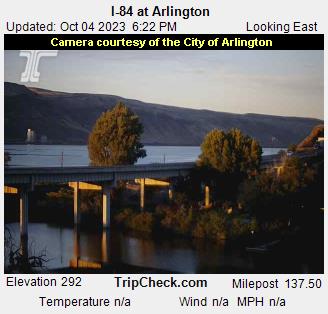 I-84 at Arlington
Updated: Oct 04 2023 6:22 PM Looking East
Camera courtesy of the City of Arlington
Elevation 292 TripCheck.com Milepost 137.50
Temperature n/a Wind n/a MPH n/a